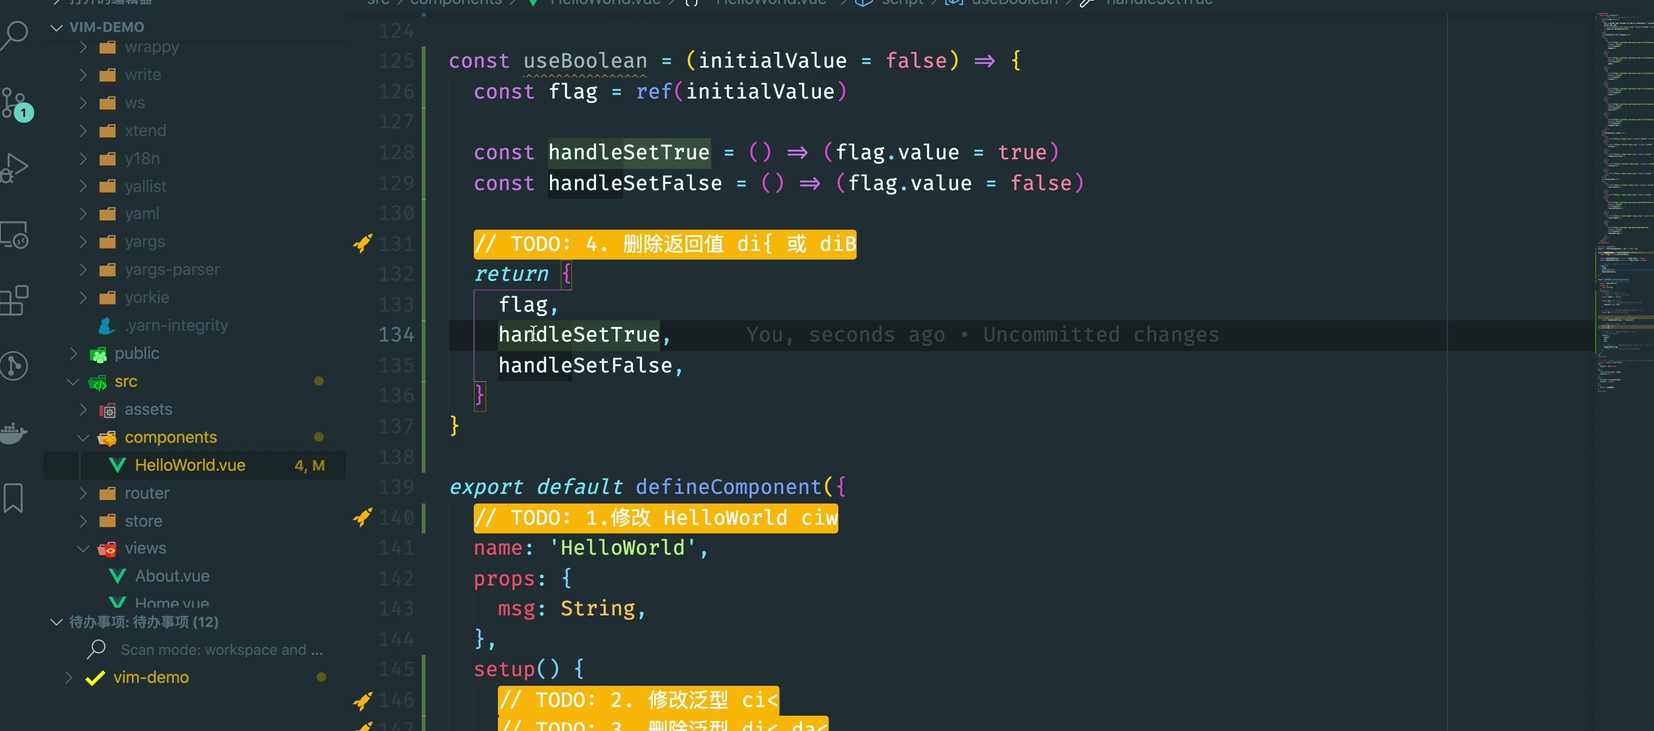 src > components > HelloWorld.vue > {} HelloWorld.vue > script > useBoolean > handleSetTrue
VIM-DEMO
wrappy
write
ws
1
xtend
y18n
yallist
yaml
yargs
yargs-parser
yorkie
.yarn-integrity
public
src
assets
components
HelloWorld.vue 4, M
router
store
views
About.vue
Home.vue
待办事项: 待办事项 (12)
Scan mode: workspace and ...
vim-demo
124
125 const useBoolean = (initialValue = false) => {
126 const flag = ref(initialValue)
127
128 const handleSetTrue = () => (flag.value = true)
129 const handleSetFalse = () => (flag.value = false)
130
131 // TODO: 4. 删除返回值 di{ 或 diB
132 return {
133 flag,
134 handleSetTrue, You, seconds ago • Uncommitted changes
135 handleSetFalse,
136 }
137 }
138
139 export default defineComponent({
140 // TODO: 1.修改 HelloWorld ciw
141 name: 'HelloWorld',
142 props: {
143 msg: String,
144 },
145 setup() {
146 // TODO: 2. 修改泛型 ci<
147 // TODO: 3. 删除泛型 di< da<